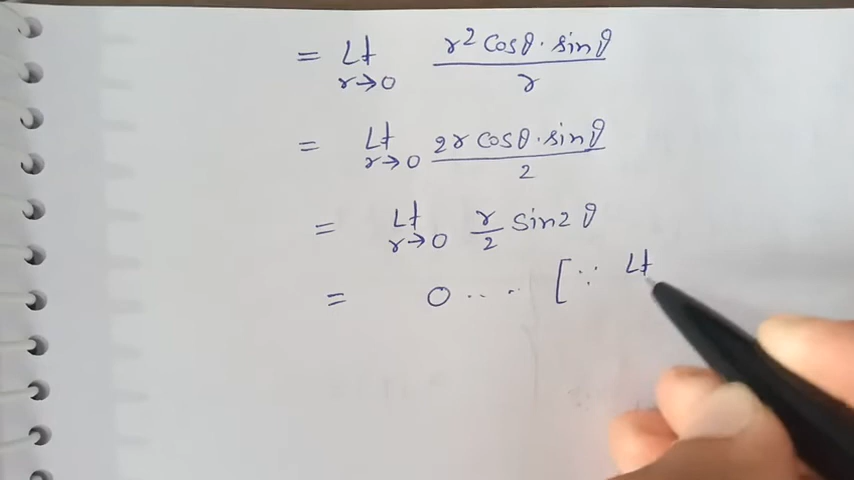 = Lt r→0 r² cosθ · sinθ / r
= Lt r→0 2r cosθ · sinθ / 2
= Lt r→0 r/2 sin2θ
= 0 ···· [∵ Lt